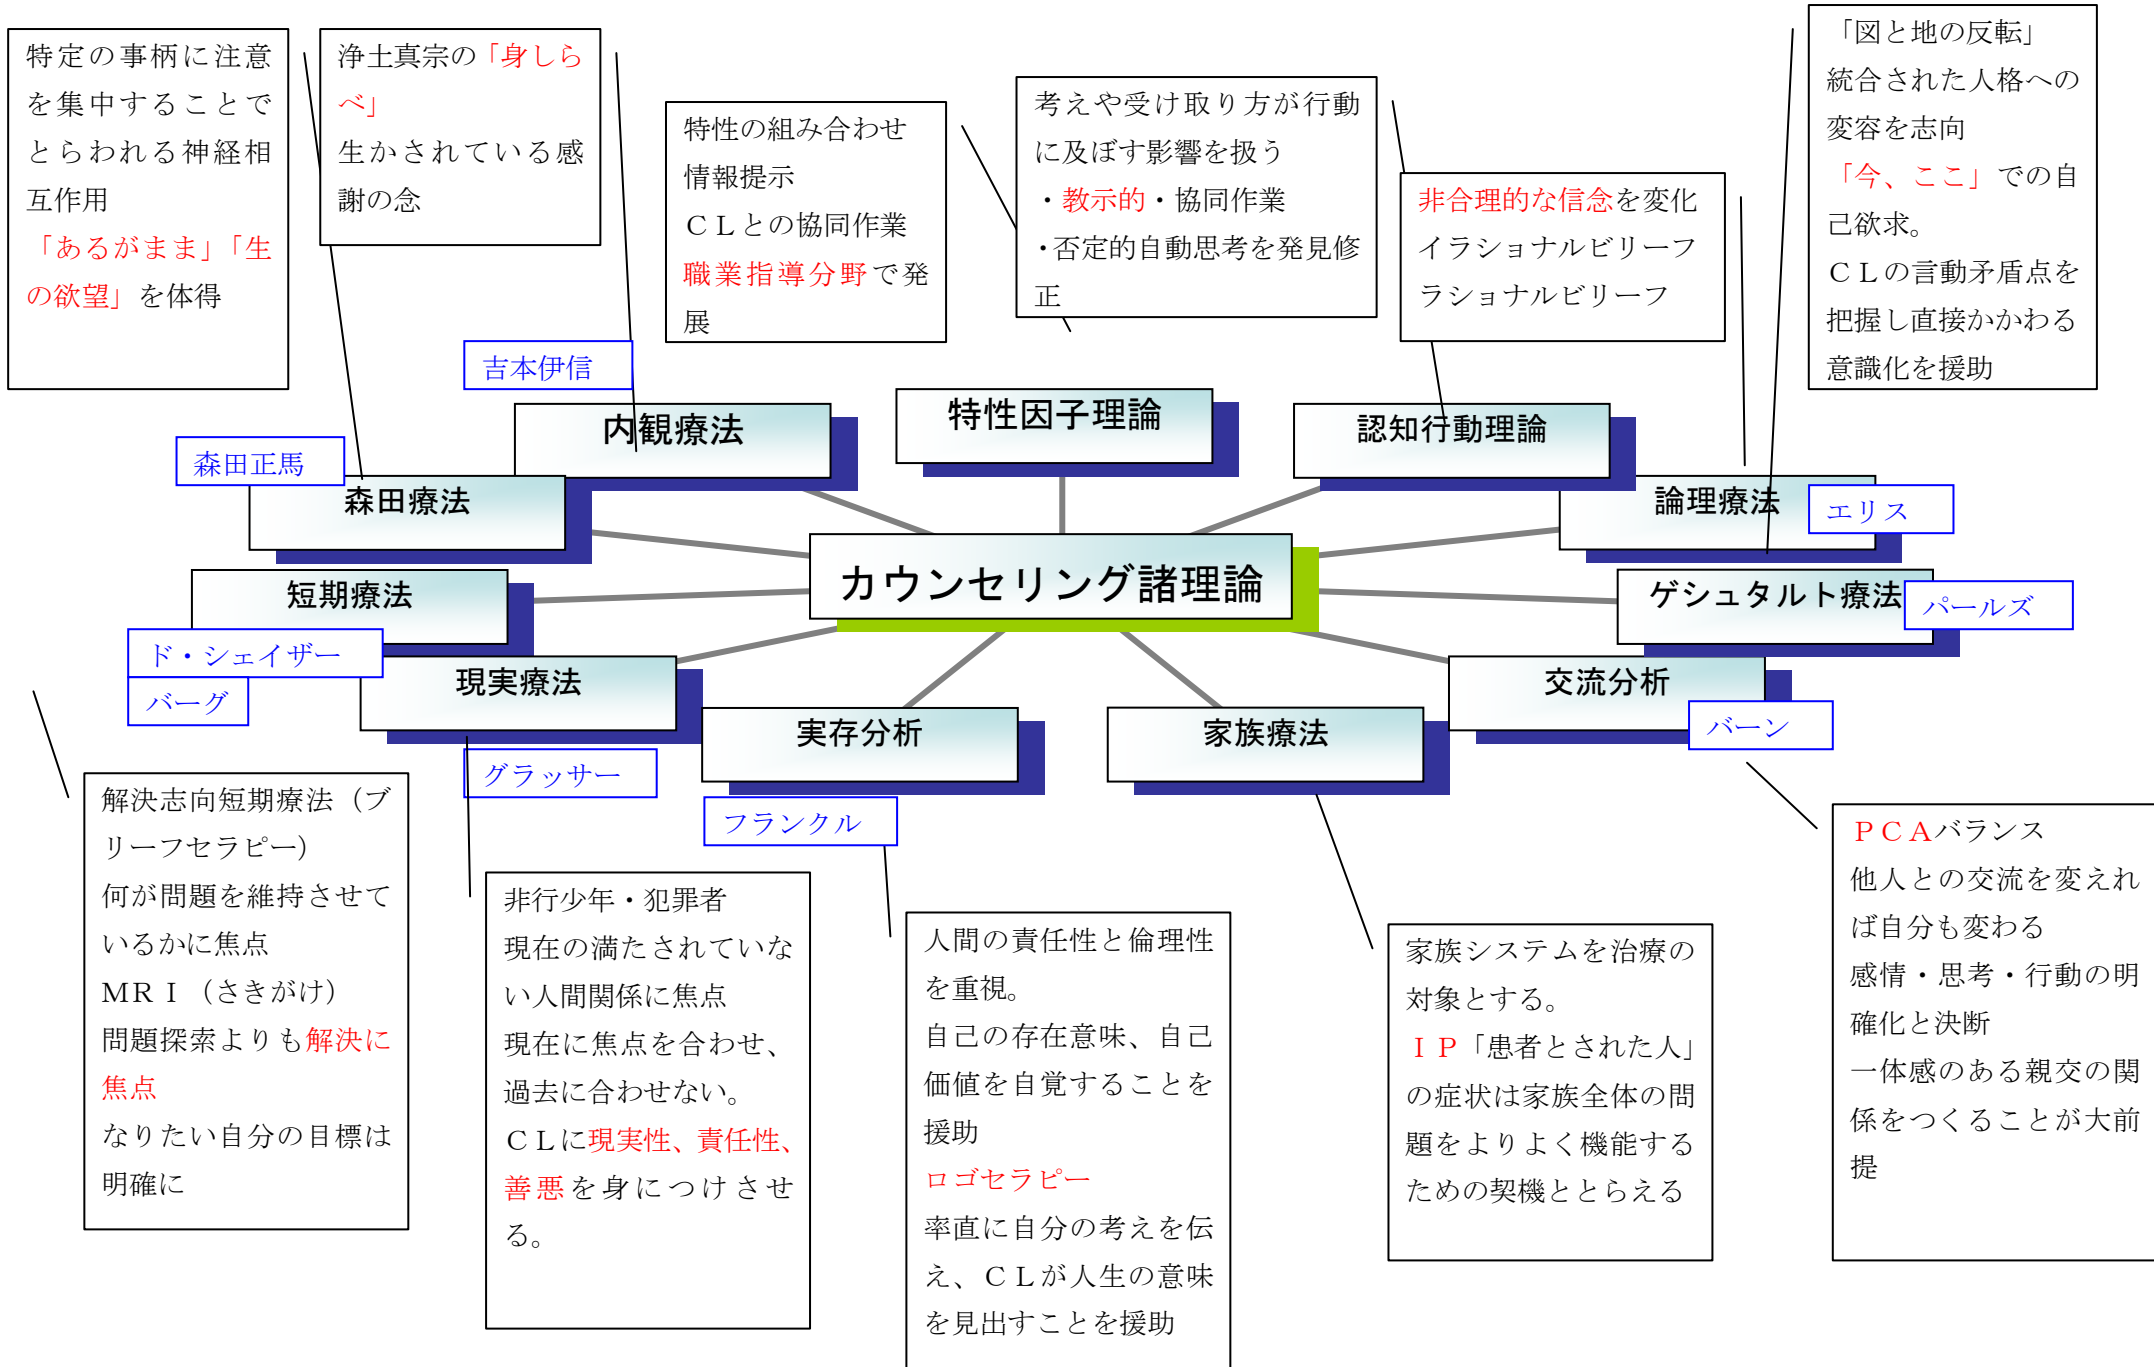 特定の事柄に注意
を集中することで
とらわれる神経相
互作用
「あるがまま」「生
の欲望」を体得
浄土真宗の「身しら
べ」
生かされている感
謝の念
特性の組み合わせ
情報提示
ＣＬとの協同作業
職業指導分野で発
展
考えや受け取り方が行動
に及ぼす影響を扱う
・教示的・協同作業
・否定的自動思考を発見修
正
非合理的な信念を変化
イラショナルビリーフ
ラショナルビリーフ
「図と地の反転」
統合された人格への
変容を志向
「今、ここ」での自
己欲求。
ＣＬの言動矛盾点を
把握し直接かかわる
意識化を援助
吉本伊信
内観療法
特性因子理論
認知行動理論
森田正馬
森田療法
論理療法
エリス
カウンセリング諸理論
短期療法
ド・シェイザー
バーグ
ゲシュタルト療法
パールズ
現実療法
グラッサー
実存分析
フランクル
家族療法
交流分析
バーン
解決志向短期療法（ブ
リーフセラピー）
何が問題を維持させて
いるかに焦点
ＭＲＩ（さきがけ）
問題探索よりも解決に
焦点
なりたい自分の目標は
明確に
非行少年・犯罪者
現在の満たされていな
い人間関係に焦点
現在に焦点を合わせ、
過去に合わせない。
ＣＬに現実性、責任性、
善悪を身につけさせ
る。
人間の責任性と倫理性
を重視。
自己の存在意味、自己
価値を自覚することを
援助
ロゴセラピー
率直に自分の考えを伝
え、ＣＬが人生の意味
を見出すことを援助
家族システムを治療の
対象とする。
ＩＰ「患者とされた人」
の症状は家族全体の問
題をよりよく機能する
ための契機ととらえる
ＰＣＡバランス
他人との交流を変えれ
ば自分も変わる
感情・思考・行動の明
確化と決断
一体感のある親交の関
係をつくることが大前
提